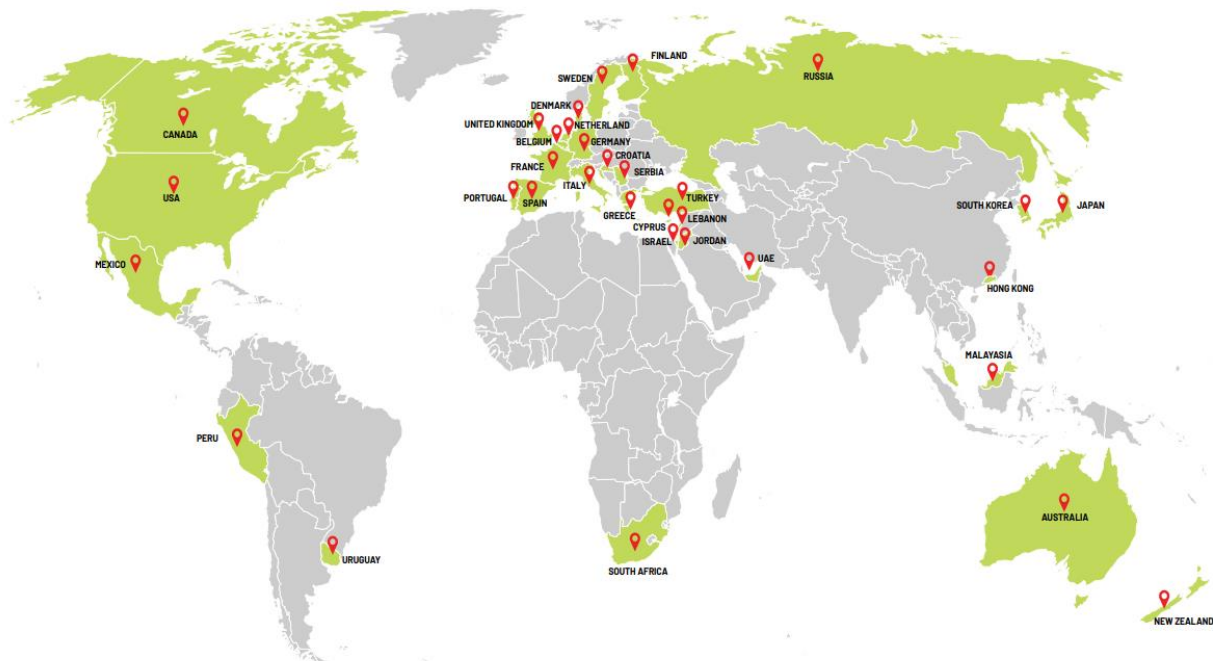 FINLAND
SWEDEN
RUSSIA
DENMARK
UNITED KINGDOM
NETHERLAND
CANADA
BELGIUM
GERMANY
FRANCE
CROATIA
SERBIA
ITALY
USA
PORTUGAL
SPAIN
TURKEY
GREECE
SOUTH KOREA
JAPAN
LEBANON
CYPRUS
ISRAEL
JORDAN
MEXICO
UAE
HONG KONG
MALAYASIA
PERU
AUSTRALIA
URUGUAY
SOUTH AFRICA
NEW ZEALAND